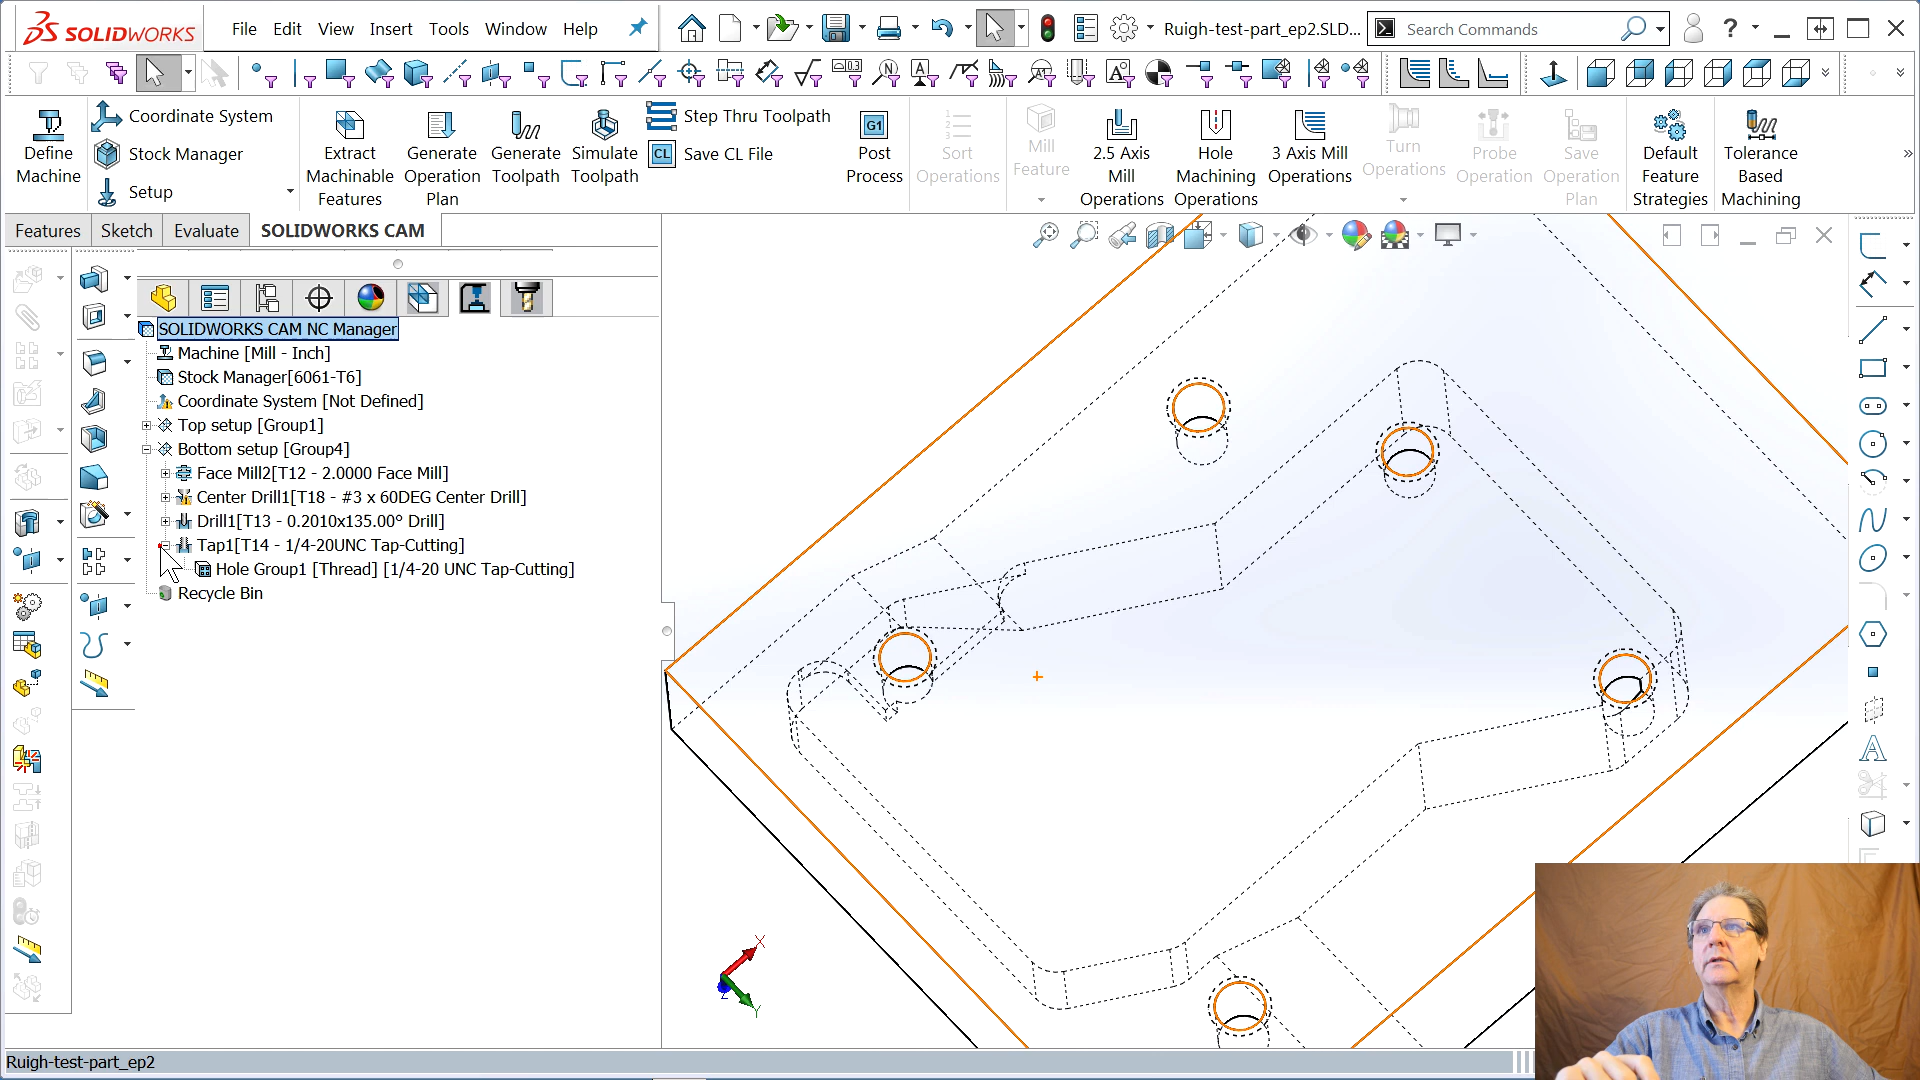 SOLIDWORKS File Edit View Insert Tools Window Help Ruigh-test-part_ep2.SLD... Search Commands ?
Define Machine
Coordinate System
Stock Manager
Setup
Extract Machinable Features
Generate Operation Plan
Generate Toolpath
Simulate Toolpath
Step Thru Toolpath
CL Save CL File
G1 Post Process
Sort Operations
Mill Feature
2.5 Axis Mill Operations
Hole Machining Operations
3 Axis Mill Operations
Turn Operations
Probe Operation
Save Operation Plan
Default Feature Strategies
Tolerance Based Machining
Features Sketch Evaluate SOLIDWORKS CAM
SOLIDWORKS CAM NC Manager
Machine [Mill - Inch]
Stock Manager[6061-T6]
Coordinate System [Not Defined]
Top setup [Group1]
Bottom setup [Group4]
Face Mill2[T12 - 2.0000 Face Mill]
Center Drill1[T18 - #3 x 60DEG Center Drill]
Drill1[T13 - 0.2010x135.00° Drill]
Tap1[T14 - 1/4-20UNC Tap-Cutting]
Hole Group1 [Thread] [1/4-20 UNC Tap-Cutting]
Recycle Bin
X
Y
Z
Ruigh-test-part_ep2